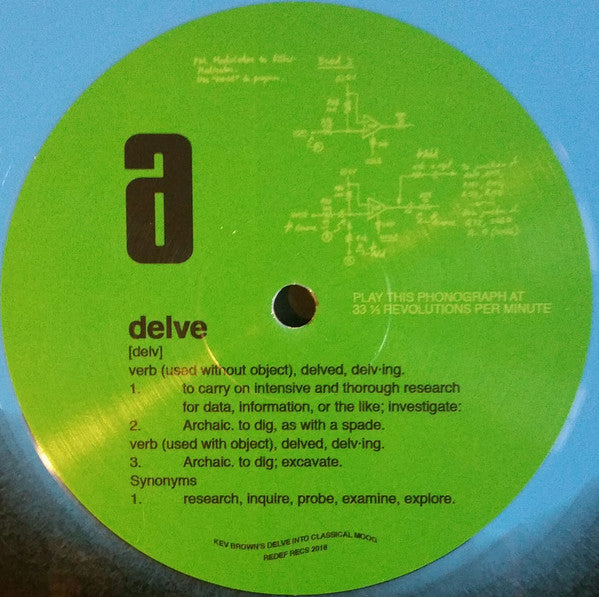 a
PLAY THIS PHONOGRAPH AT
33 ⅓ REVOLUTIONS PER MINUTE
delve
[delv]
verb (used without object), delved, delv·ing.
1. to carry on intensive and thorough research
for data, information, or the like; investigate:
2. Archaic. to dig, as with a spade.
verb (used with object), delved, delv·ing.
3. Archaic. to dig; excavate.
Synonyms
1. research, inquire, probe, examine, explore.
KEV BROWN'S DELVE INTO CLASSICAL MOOG
REDEF RECS 2018